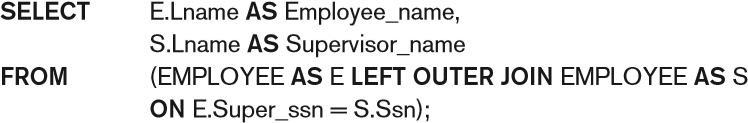 SELECT E.Lname AS Employee_name,
S.Lname AS Supervisor_name
FROM (EMPLOYEE AS E LEFT OUTER JOIN EMPLOYEE AS S
ON E.Super_ssn = S.Ssn);